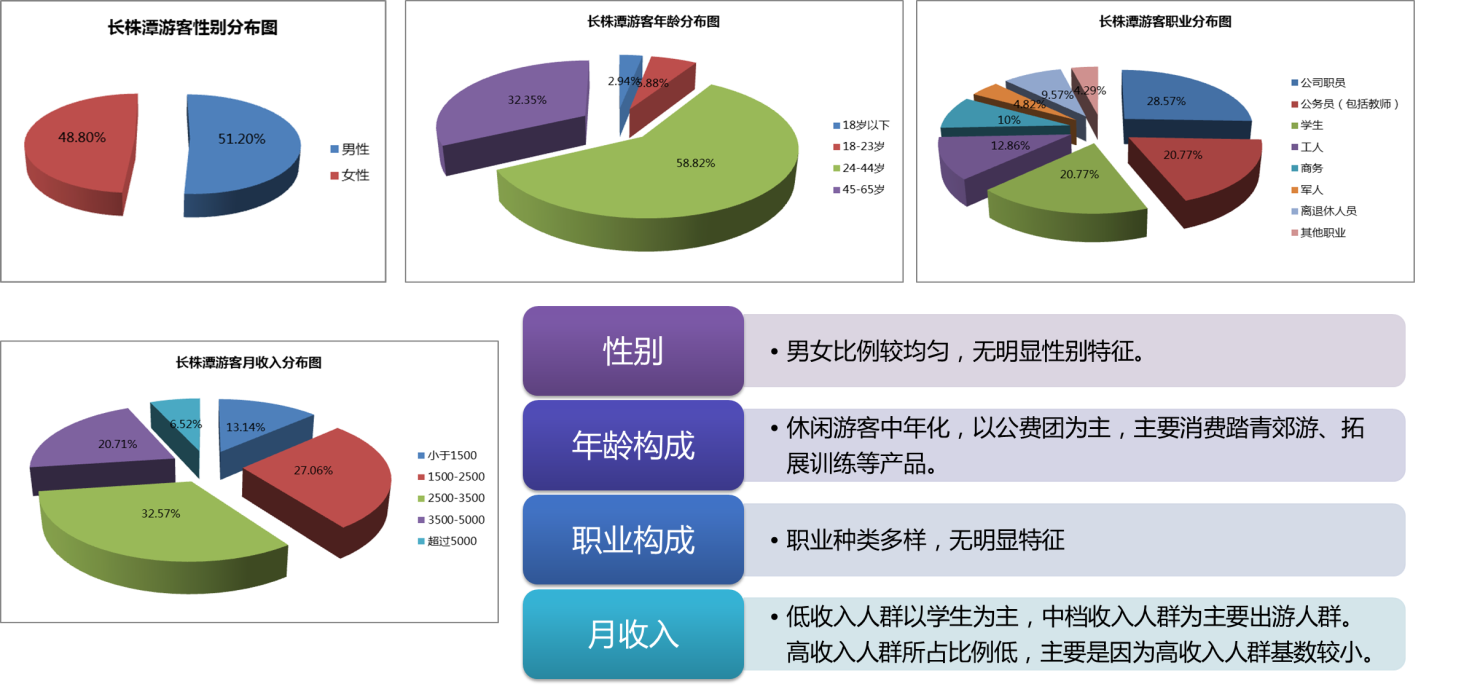 长株潭游客性别分布图
48.80%
51.20%
男性
女性
长株潭游客年龄分布图
2.94%
5.88%
32.35%
58.82%
18岁以下
18-23岁
24-44岁
45-65岁
长株潭游客职业分布图
4.29%
9.57%
4.82%
10%
12.86%
28.57%
20.77%
20.77%
公司职员
公务员（包括教师）
学生
工人
商务
军人
离退休人员
其他职业
长株潭游客月收入分布图
6.52%
13.14%
20.71%
27.06%
32.57%
小于1500
1500-2500
2500-3500
3500-5000
超过5000
性别
• 男女比例较均匀，无明显性别特征。
年龄构成
• 休闲游客中年化，以公费团为主，主要消费踏青郊游、拓
展训练等产品。
职业构成
• 职业种类多样，无明显特征
月收入
• 低收入人群以学生为主，中档收入人群为主要出游人群。
高收入人群所占比例低，主要是因为高收入人群基数较小。